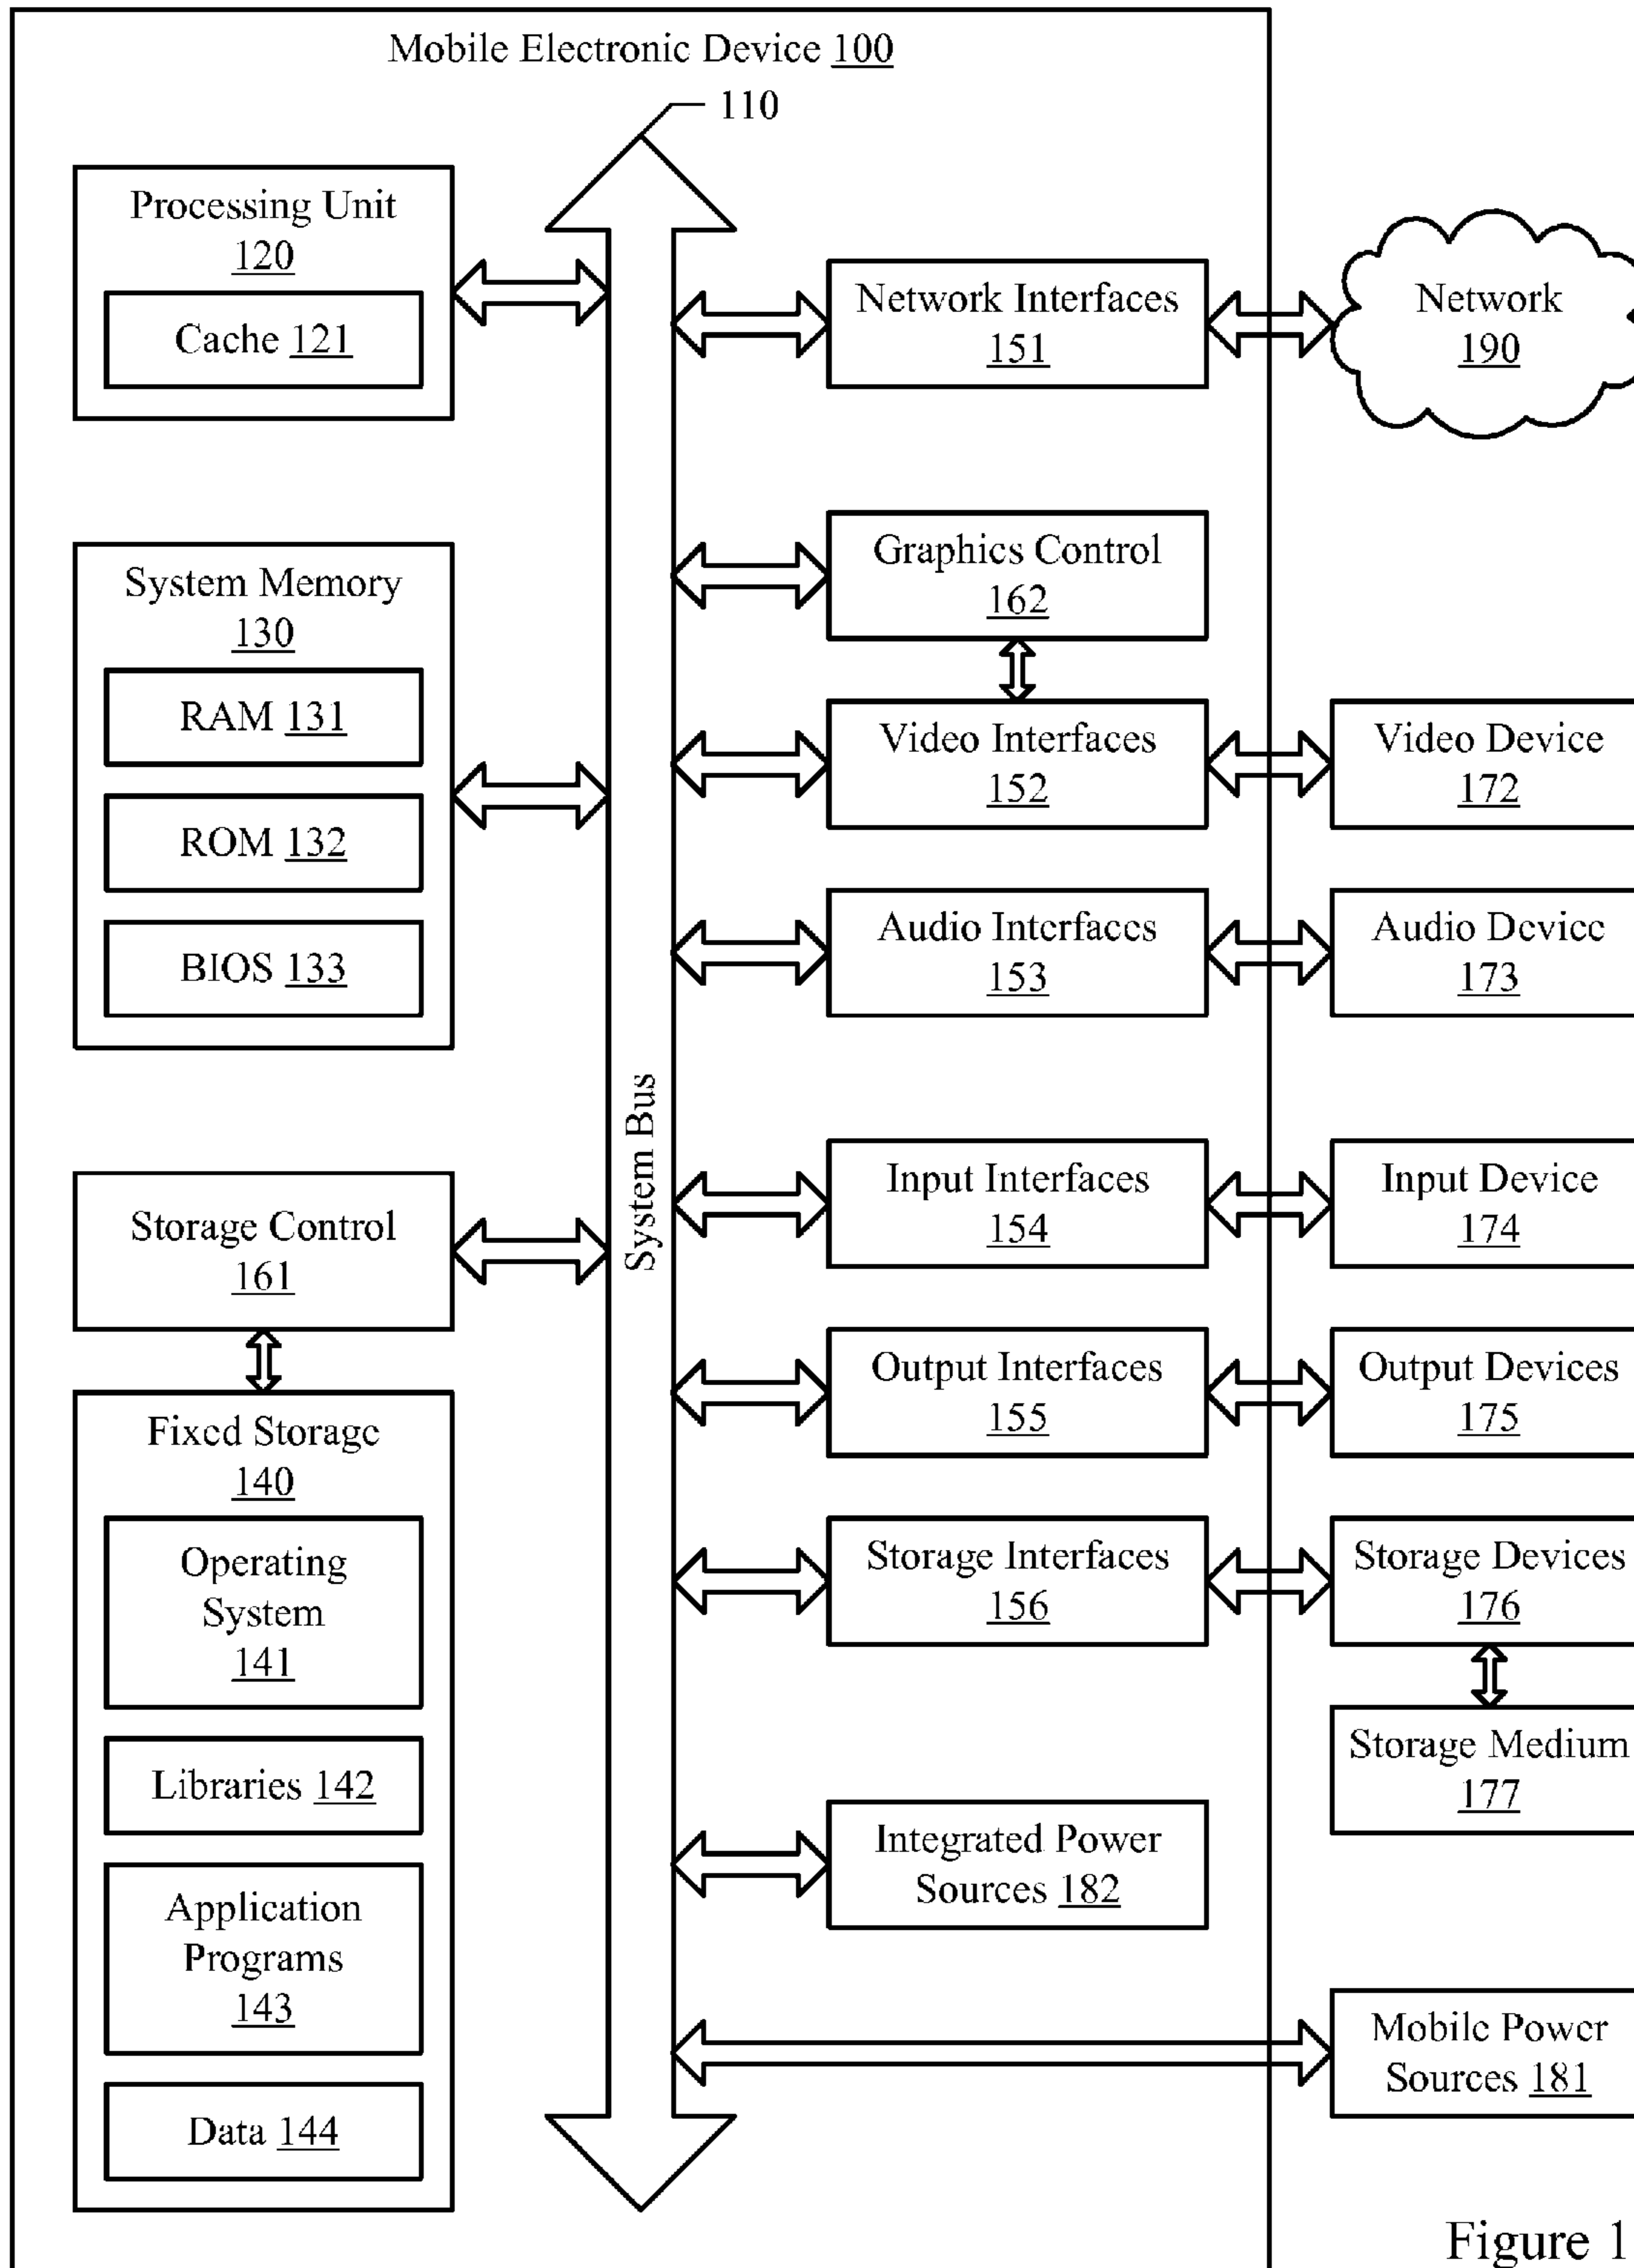 Mobile Electronic Device 100
110
Processing Unit
120
Cache 121
System Memory
130
RAM 131
ROM 132
BIOS 133
Storage Control
161
Fixed Storage
140
Operating
System
141
Libraries 142
Application
Programs
143
Data 144
System Bus
Network Interfaces
151
Graphics Control
162
Video Interfaces
152
Audio Interfaces
153
Input Interfaces
154
Output Interfaces
155
Storage Interfaces
156
Integrated Power
Sources 182
Network
190
Video Device
172
Audio Device
173
Input Device
174
Output Devices
175
Storage Devices
176
Storage Medium
177
Mobile Power
Sources 181
Figure 1